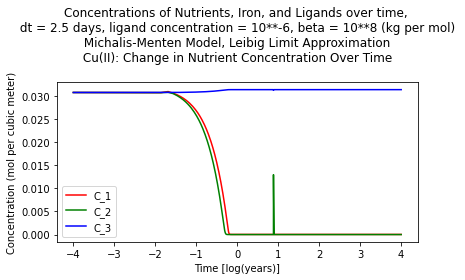 Concentrations of Nutrients, Iron, and Ligands over time,
dt = 2.5 days, ligand concentration = 10**-6, beta = 10**8 (kg per mol)
Michalis-Menten Model, Leibig Limit Approximation
Cu(II): Change in Nutrient Concentration Over Time
Concentration (mol per cubic meter)
0.030
0.025
0.020
0.015
0.010
0.005
0.000
C_1
C_2
C_3
−4 −3 −2 −1 0 1 2 3 4
Time [log(years)]